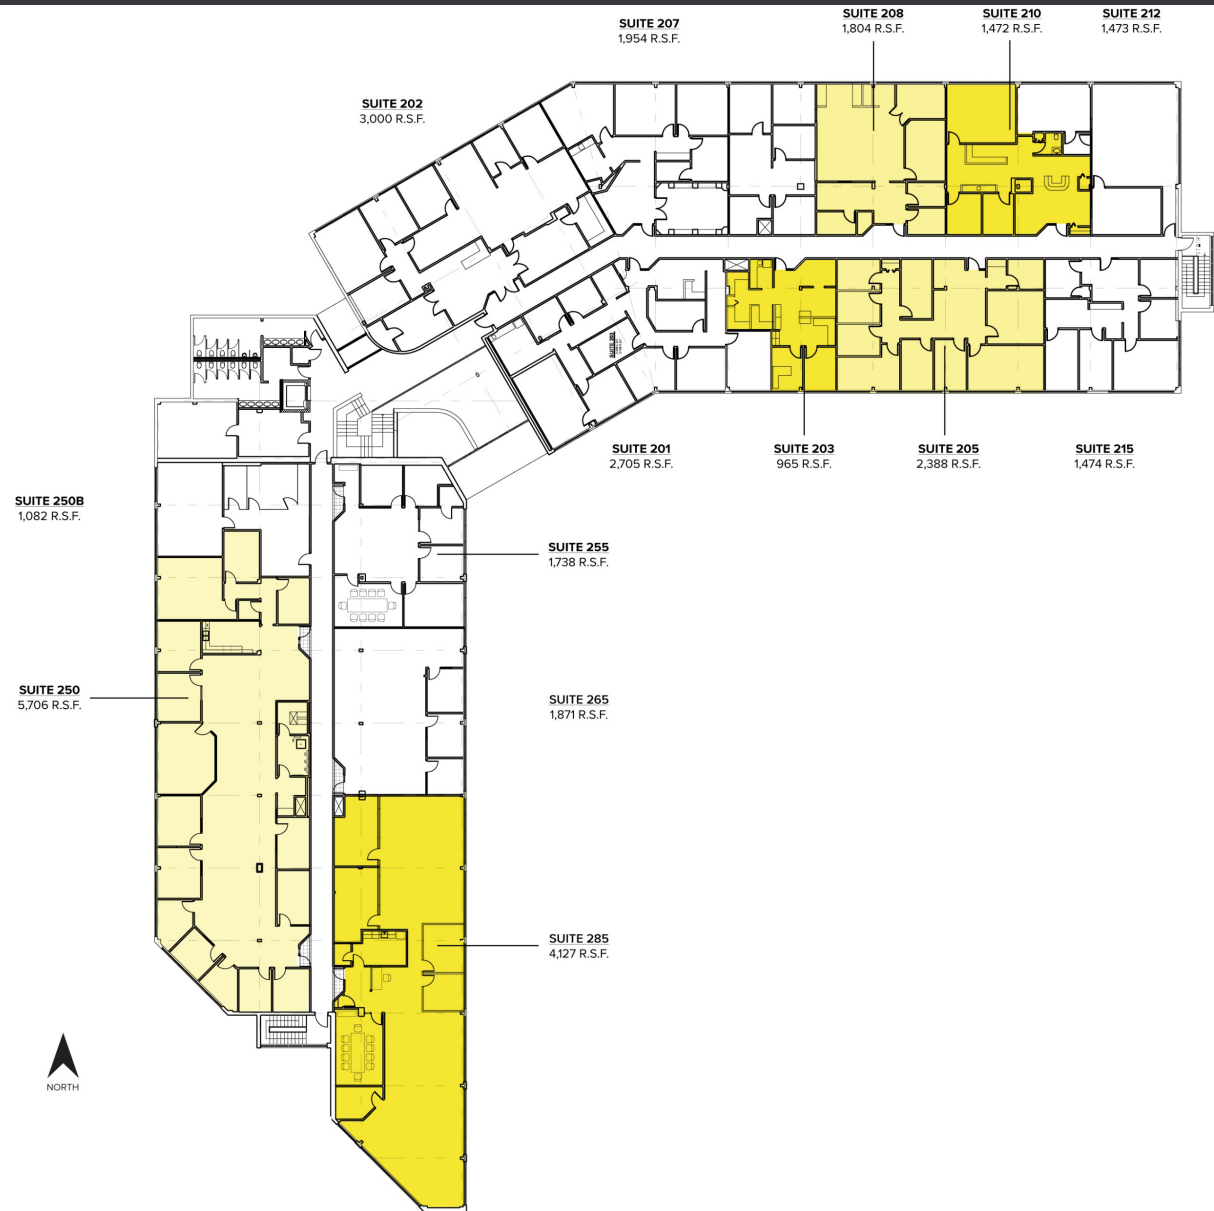 SUITE 207
1,954 R.S.F.
SUITE 208
1,804 R.S.F.
SUITE 210
1,472 R.S.F.
SUITE 212
1,473 R.S.F.
SUITE 202
3,000 R.S.F.
SUITE 201
2,705 R.S.F.
SUITE 203
965 R.S.F.
SUITE 205
2,388 R.S.F.
SUITE 215
1,474 R.S.F.
SUITE 250B
1,082 R.S.F.
SUITE 255
1,738 R.S.F.
SUITE 250
5,706 R.S.F.
SUITE 265
1,871 R.S.F.
SUITE 285
4,127 R.S.F.
NORTH